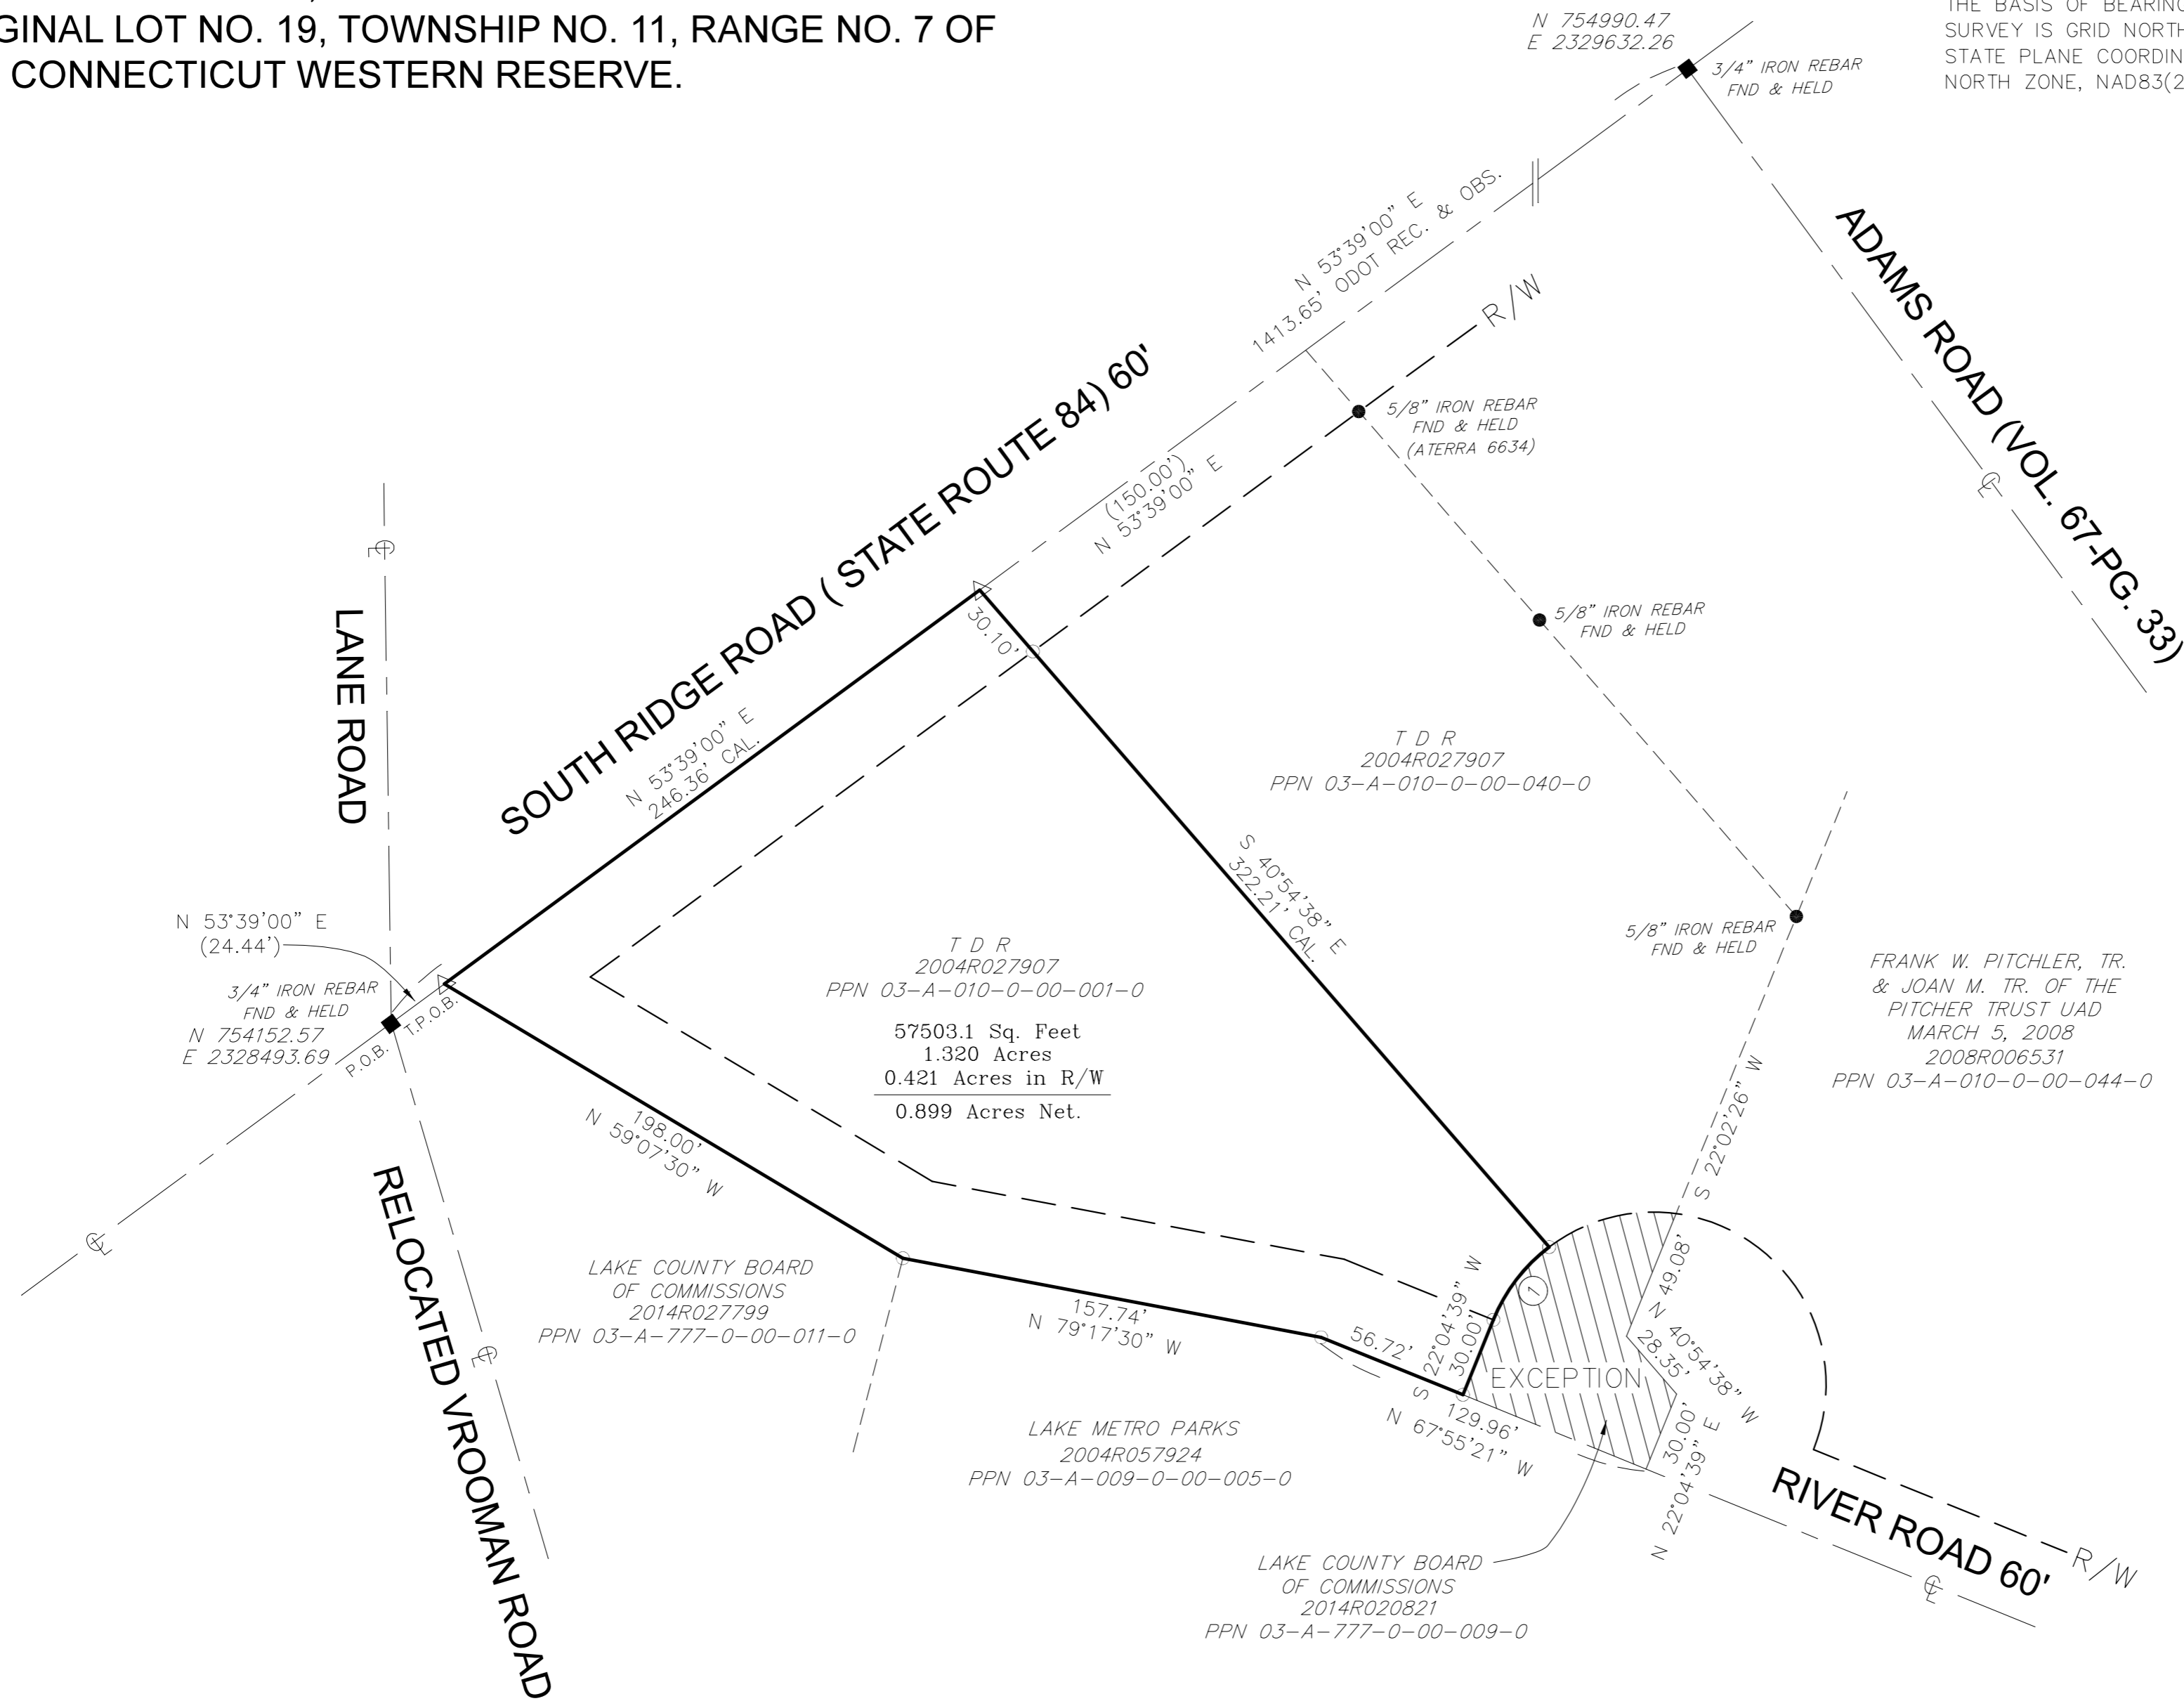 GINAL LOT NO. 19, TOWNSHIP NO. 11, RANGE NO. 7 OF
CONNECTICUT WESTERN RESERVE.
N 754990.47
E 2329632.26
3/4" IRON REBAR
FND & HELD
THE BASIS OF BEARING
SURVEY IS GRID NORTH
STATE PLANE COORDIN
NORTH ZONE, NAD83(2
N 53°39'00" E
1413.65' ODOT REC. & OBS.
R/W
ADAMS ROAD (VOL. 67-PG. 33)
5/8" IRON REBAR
FND & HELD
(ATERRA 6634)
(150.00')
N 53°39'00" E
SOUTH RIDGE ROAD ( STATE ROUTE 84) 60'
LANE ROAD
30.10'
5/8" IRON REBAR
FND & HELD
N 53°39'00" E
246.36' CAL.
T D R
2004R027907
PPN 03-A-010-0-00-040-0
S 40°54'38" E
322.21' CAL.
N 53°39'00" E
(24.44')
3/4" IRON REBAR
FND & HELD
N 754152.57
E 2328493.69
P.O.B.
T.P.O.B.
T D R
2004R027907
PPN 03-A-010-0-00-001-0
57503.1 Sq. Feet
1.320 Acres
0.421 Acres in R/W
0.899 Acres Net.
5/8" IRON REBAR
FND & HELD
FRANK W. PITCHLER, TR.
& JOAN M. TR. OF THE
PITCHER TRUST UAD
MARCH 5, 2008
2008R006531
PPN 03-A-010-0-00-044-0
S 22°02'26" W
198.00'
N 59°07'30" W
RELOCATED VROOMAN ROAD
LAKE COUNTY BOARD
OF COMMISSIONS
2014R027799
PPN 03-A-777-0-00-011-0
157.74'
N 79°17'30" W
56.72'
S 22°04'39" W
30.00'
1
49.08'
N 40°54'38" W
28.35'
EXCEPTION
129.96'
N 67°55'21" W
30.00'
N 22°04'39" E
LAKE METRO PARKS
2004R057924
PPN 03-A-009-0-00-005-0
RIVER ROAD 60'
R/W
LAKE COUNTY BOARD
OF COMMISSIONS
2014R020821
PPN 03-A-777-0-00-009-0